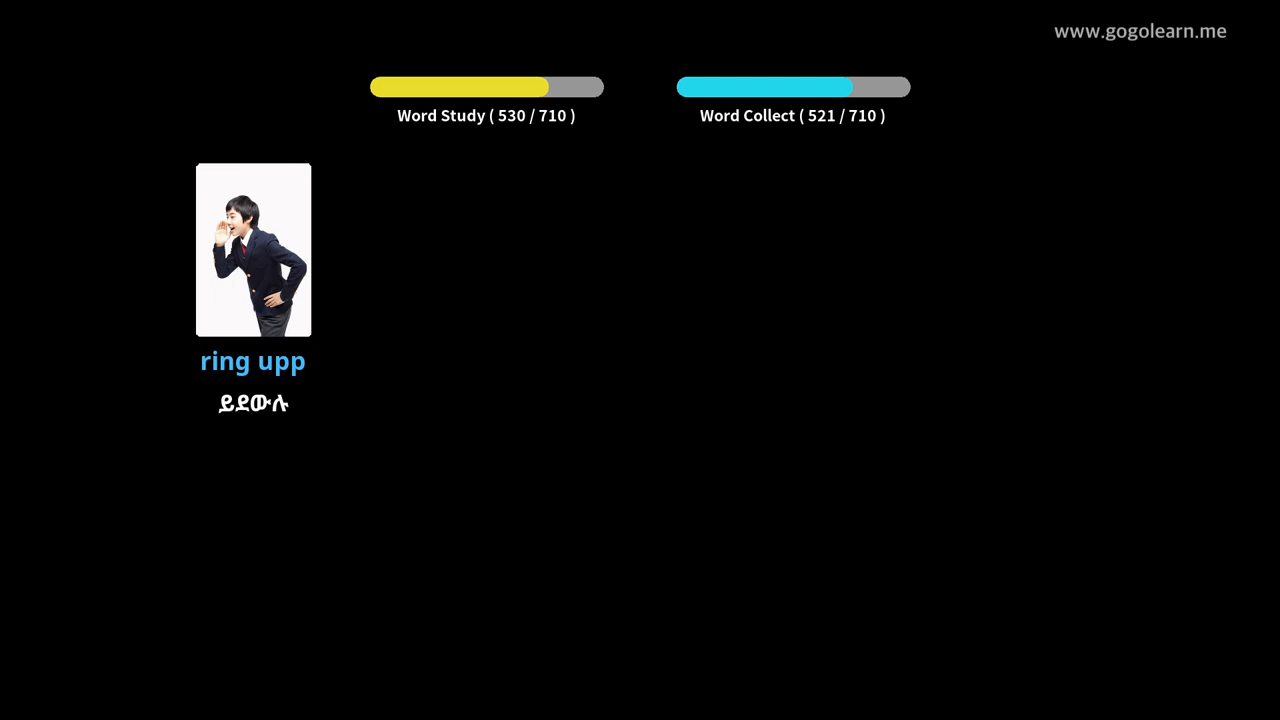 www.gogolearn.me
Word Study ( 530 / 710 )
Word Collect ( 521 / 710 )
ring upp
ይደውሉ